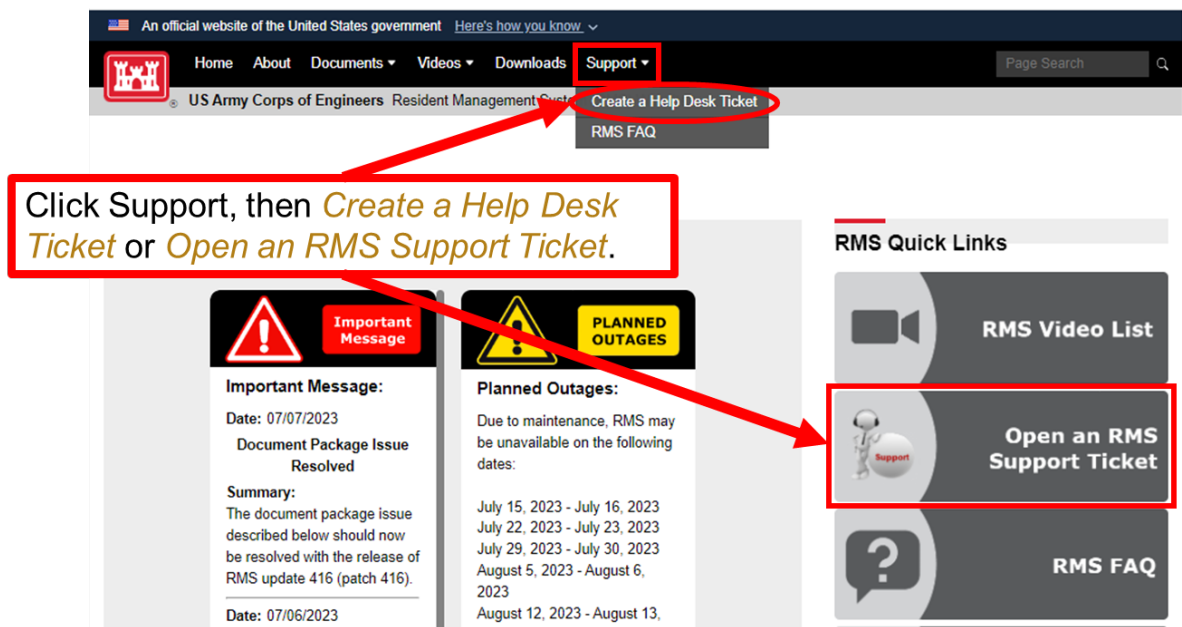 An official website of the United States government Here's how you know
Home About Documents Videos Downloads Support
Page Search
® US Army Corps of Engineers Resident Management
Create a Help Desk Ticket
RMS FAQ
Click Support, then Create a Help Desk
Ticket or Open an RMS Support Ticket.
Important
Message
Important Message:
Date: 07/07/2023
Document Package Issue
Resolved
Summary:
The document package issue
described below should now
be resolved with the release of
RMS update 416 (patch 416).
Date: 07/06/2023
PLANNED
OUTAGES
Planned Outages:
Due to maintenance, RMS may
be unavailable on the following
dates:
July 15, 2023 - July 16, 2023
July 22, 2023 - July 23, 2023
July 29, 2023 - July 30, 2023
August 5, 2023 - August 6,
2023
August 12, 2023 - August 13,
RMS Quick Links
RMS Video List
Support
Open an RMS
Support Ticket
RMS FAQ